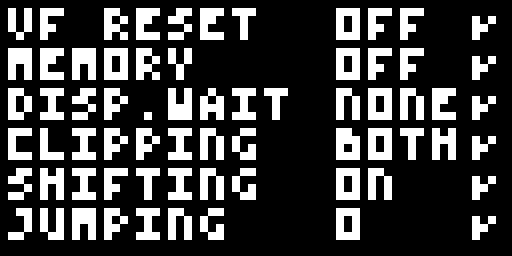 VF RESET OFF r
MEMORY OFF r
DISP.WAIT NONE r
CLIPPING BOTH r
SHIFTING ON r
JUMPING 0 r